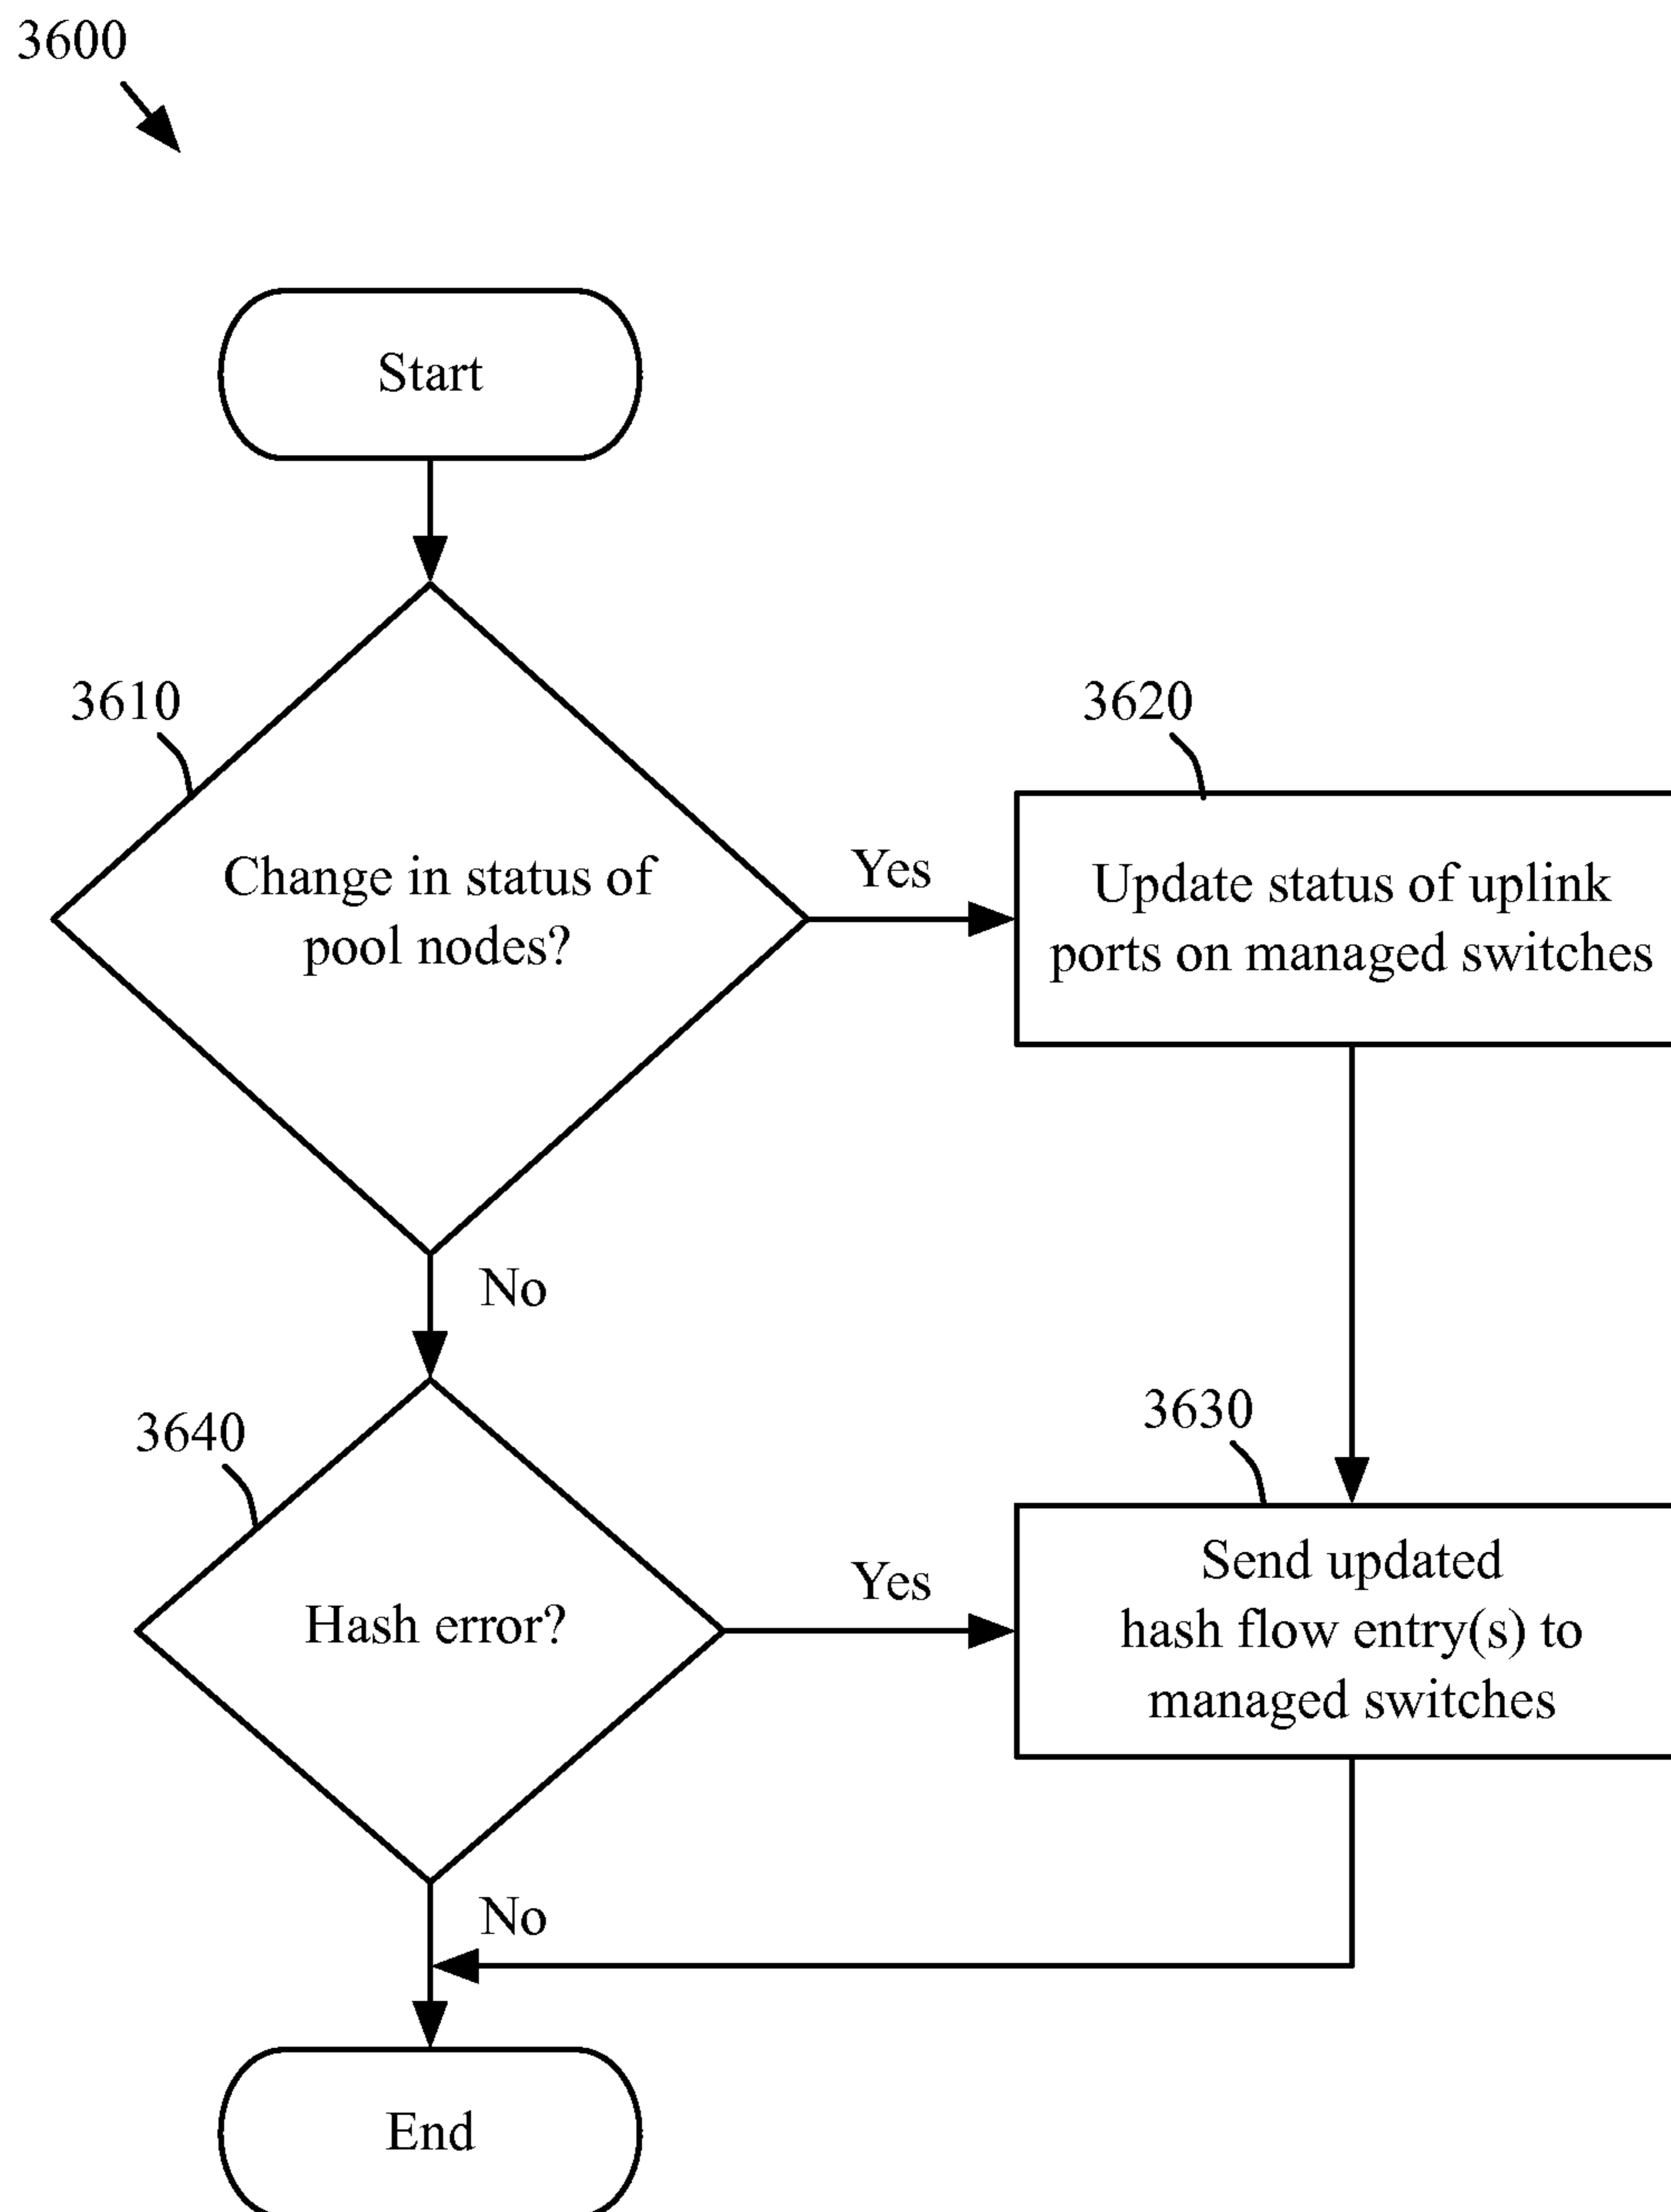 3600
Start
3610
Change in status of
pool nodes?
Yes
3620
Update status of uplink
ports on managed switches
No
3640
Hash error?
Yes
3630
Send updated
hash flow entry(s) to
managed switches
No
End